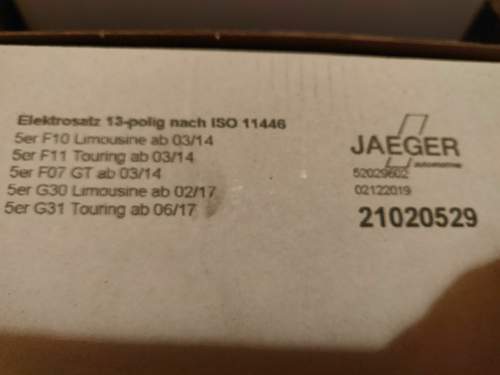 Elektrosatz 13-polig nach ISO 11446
5er F10 Limousine ab 03/14
5er F11 Touring ab 03/14
5er F07 GT ab 03/14
5er G30 Limousine ab 02/17
5er G31 Touring ab 06/17
JAEGER
automotive
52029602
02122019
21020529